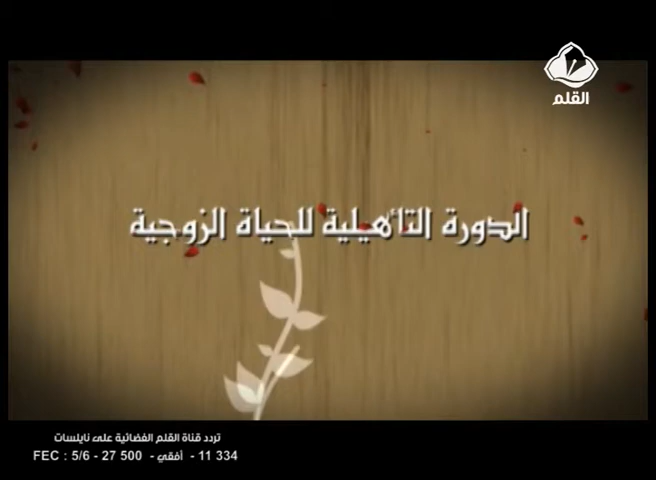 القلم
الدورة التأهيلية للحياة الزوجية
تردد قناة القلم الفضائية على نايلسات
FEC : 5/6 - 27 500 - أفقي - 11 334